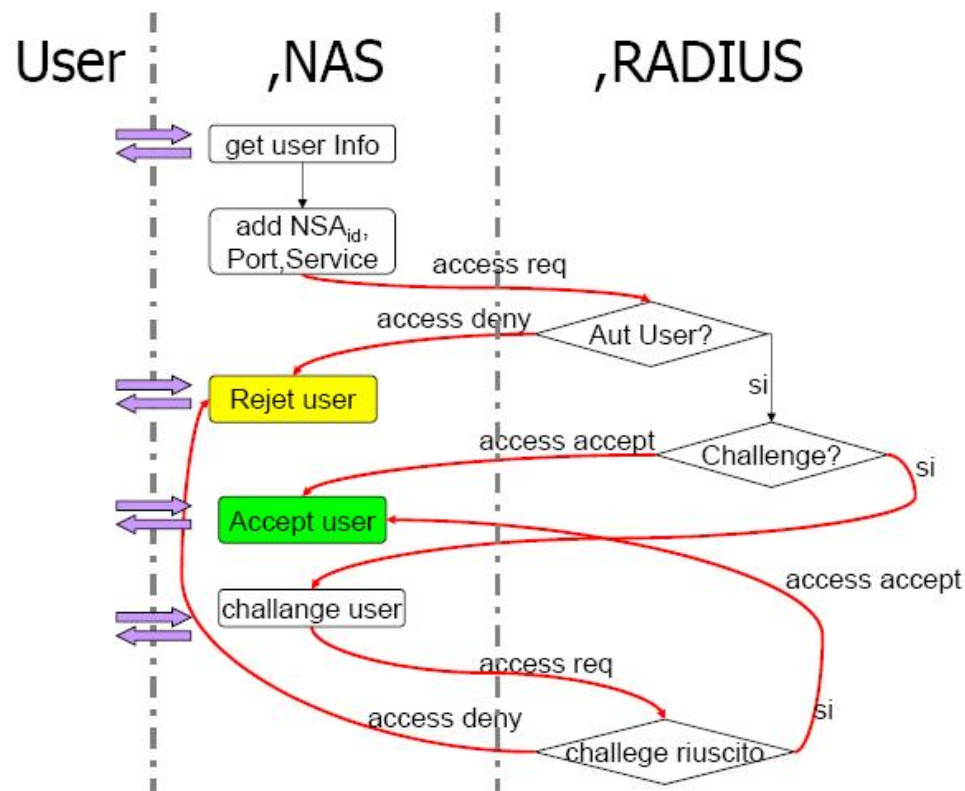 User
,NAS
,RADIUS
get user Info
add NSAid,
Port,Service
access req
access deny
Aut User?
si
Rejet user
access accept
Challenge?
si
Accept user
access accept
challange user
access req
access deny
si
challege riuscito